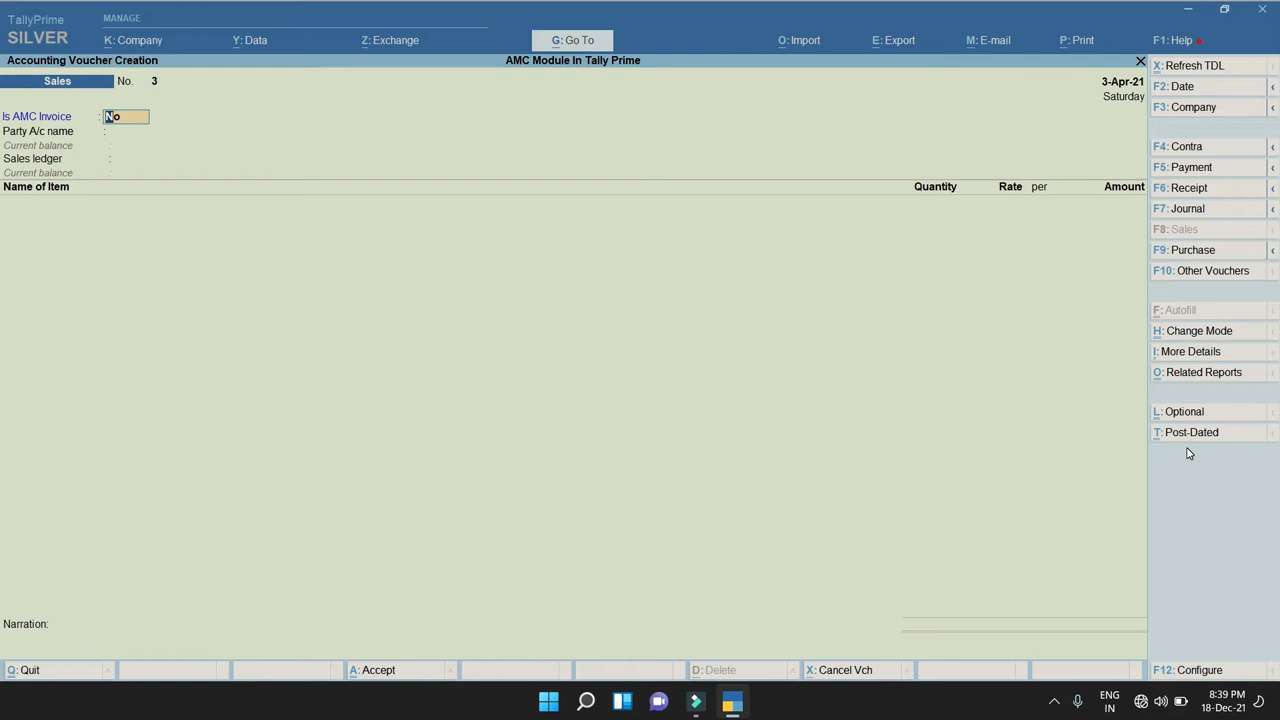 TallyPrime
SILVER
MANAGE
K: Company
Y: Data
Z: Exchange
G: Go To
O: Import
E: Export
M: E-mail
P: Print
F1: Help
Accounting Voucher Creation
AMC Module In Tally Prime
Sales No. 3
3-Apr-21
Saturday
Is AMC Invoice : No
Party A/c name :
Current balance :
Sales ledger :
Current balance :
Name of Item Quantity Rate per Amount
Narration:
X: Refresh TDL
F2: Date
F3: Company
F4: Contra
F5: Payment
F6: Receipt
F7: Journal
F8: Sales
F9: Purchase
F10: Other Vouchers
F: Autofill
H: Change Mode
I: More Details
O: Related Reports
L: Optional
T: Post-Dated
Q: Quit
A: Accept
D: Delete
X: Cancel Vch
F12: Configure
ENG
IN
8:39 PM
18-Dec-21